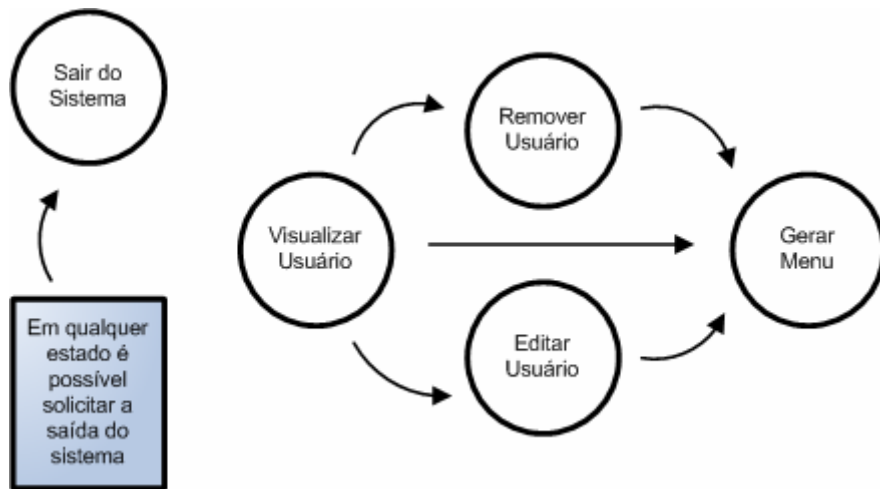 Sair do
Sistema
Em qualquer
estado é
possível
solicitar a
saída do
sistema
Visualizar
Usuário
Remover
Usuário
Editar
Usuário
Gerar
Menu